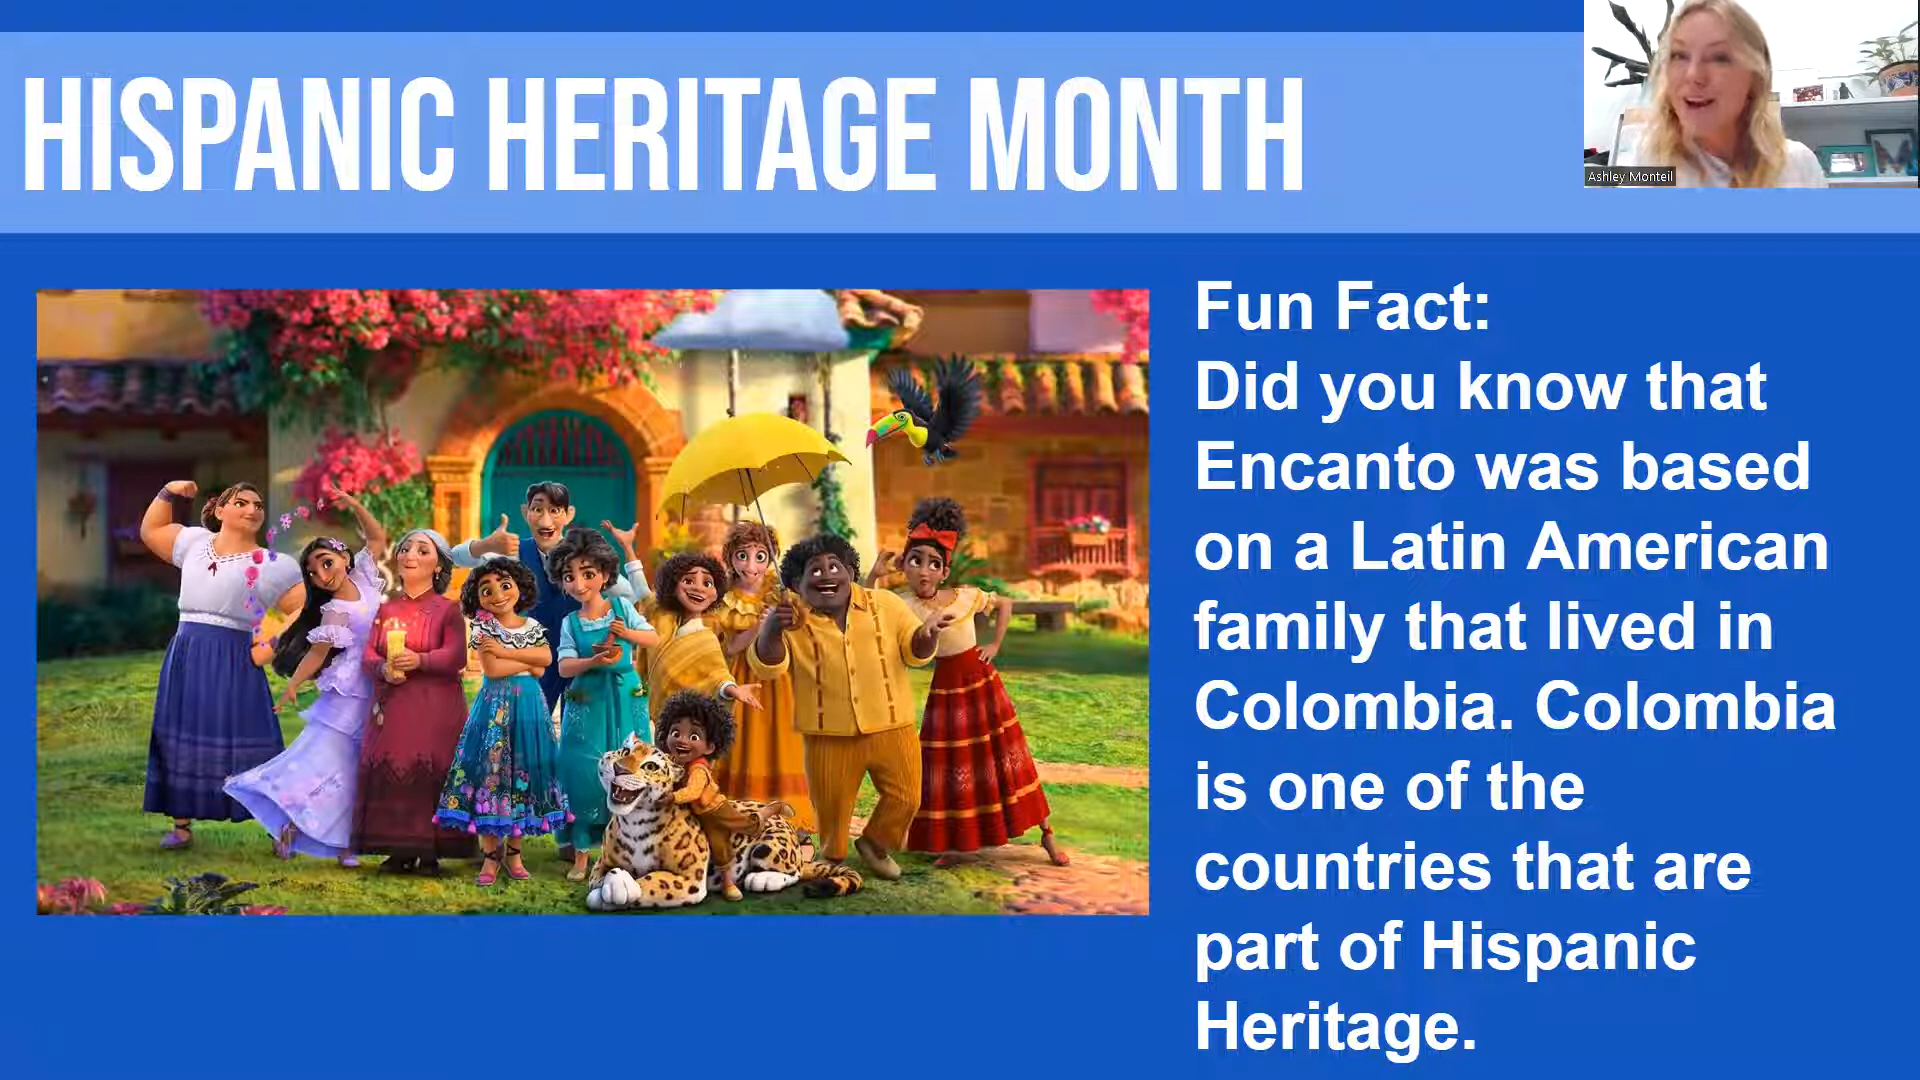 HISPANIC HERITAGE MONTH
Ashley Monteil
Fun Fact:
Did you know that
Encanto was based
on a Latin American
family that lived in
Colombia. Colombia
is one of the
countries that are
part of Hispanic
Heritage.